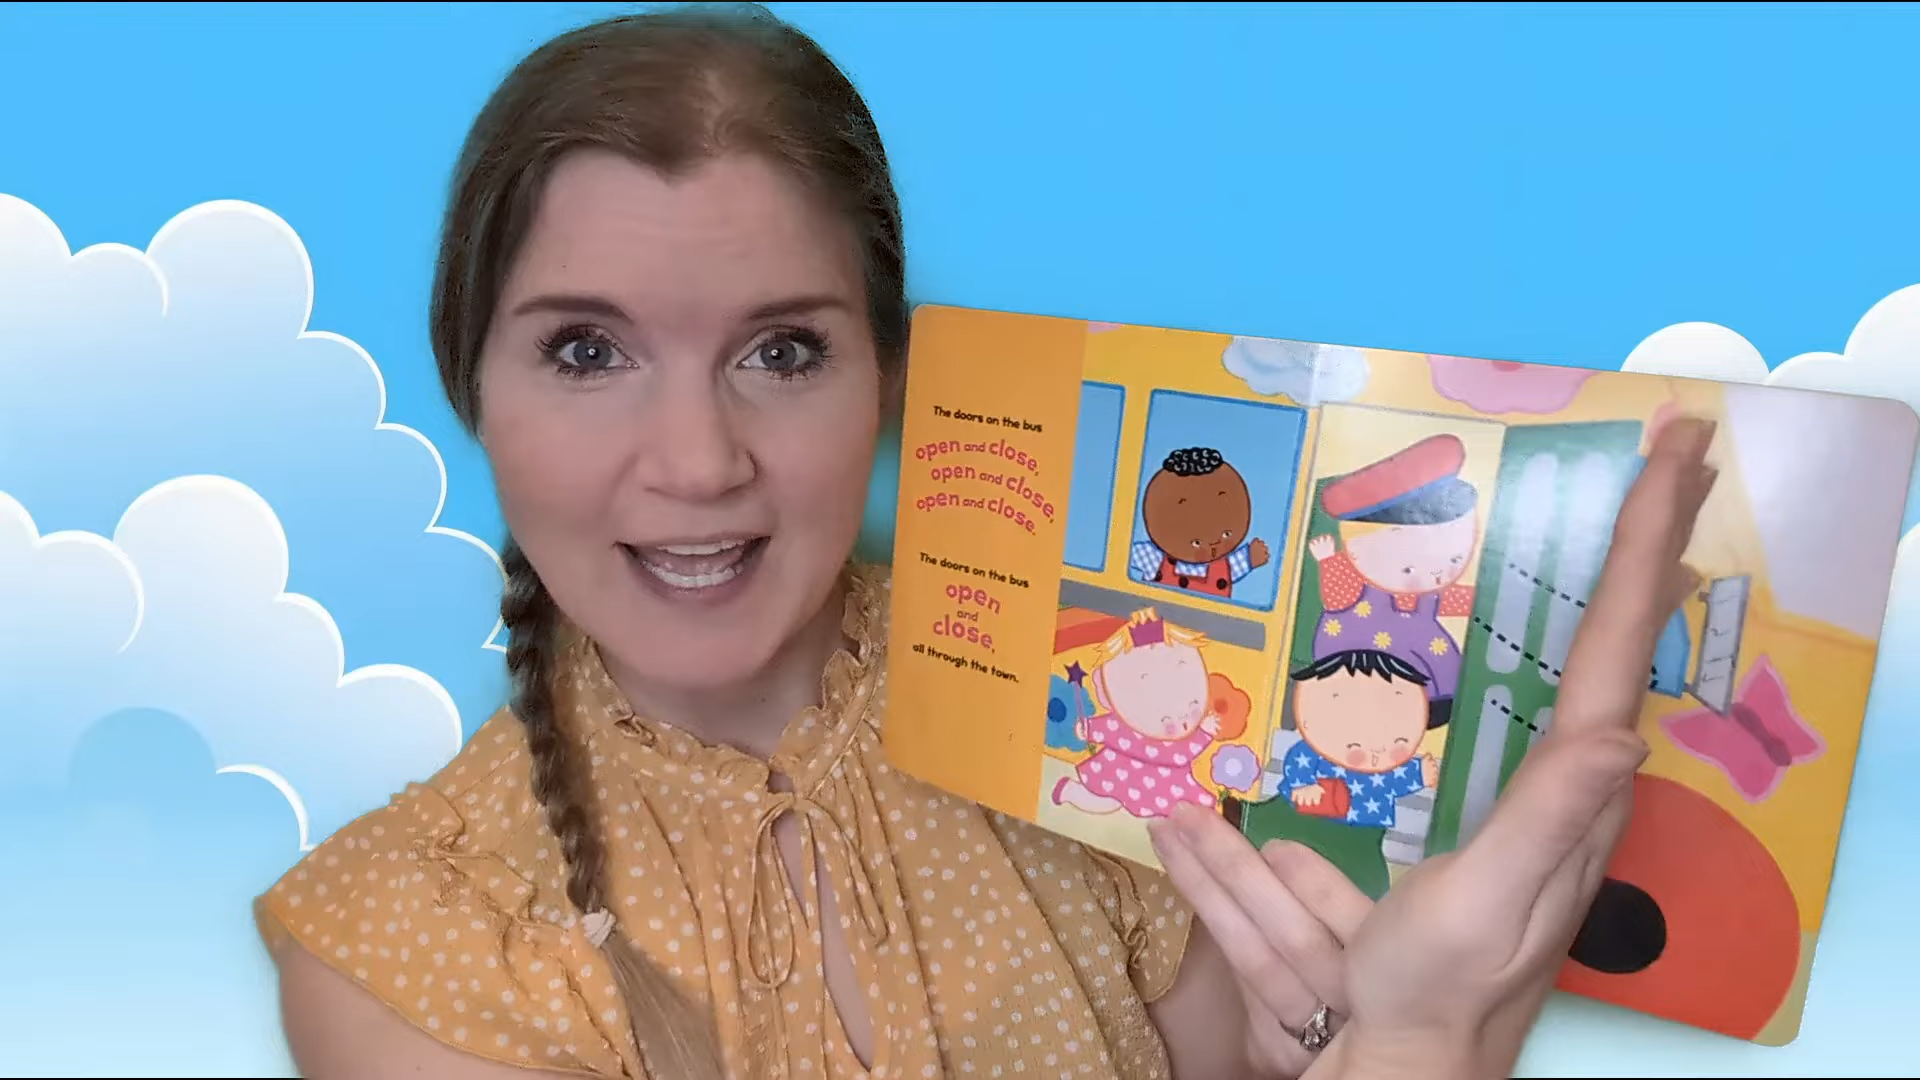 The doors on the bus
open and close,
open and close,
open and close.
The doors on the bus
open
and
close,
all through the town.